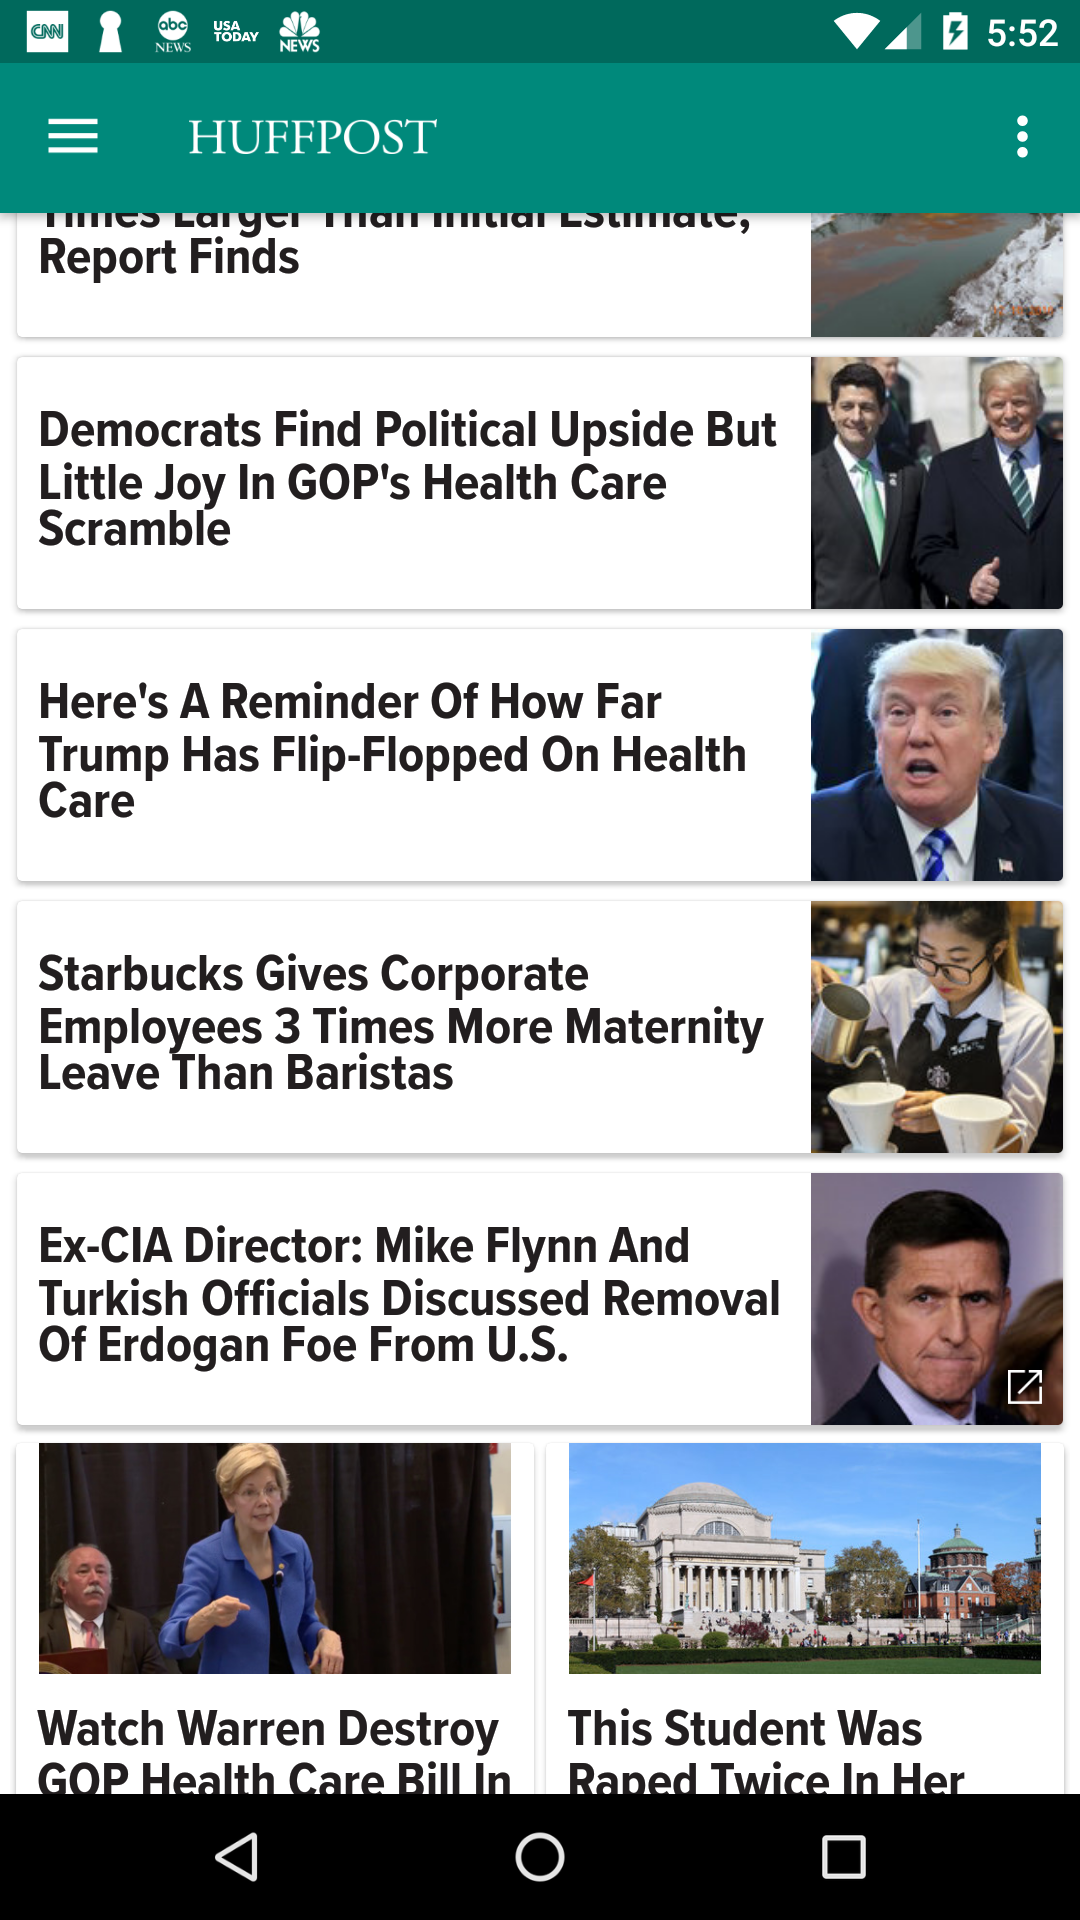 CNN abc NEWS USA TODAY NEWS 5:52
HUFFPOST
Times Larger Than Initial Estimate,
Report Finds
Democrats Find Political Upside But
Little Joy In GOP's Health Care
Scramble
Here's A Reminder Of How Far
Trump Has Flip-Flopped On Health
Care
Starbucks Gives Corporate
Employees 3 Times More Maternity
Leave Than Baristas
Ex-CIA Director: Mike Flynn And
Turkish Officials Discussed Removal
Of Erdogan Foe From U.S.
Watch Warren Destroy
GOP Health Care Bill In
This Student Was
Raped Twice In Her